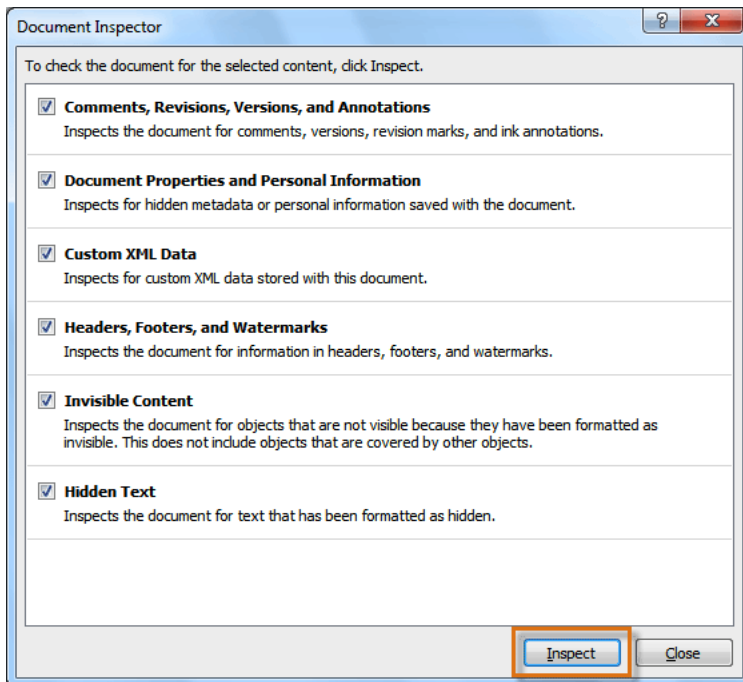 Document Inspector
To check the document for the selected content, click Inspect.
Comments, Revisions, Versions, and Annotations
Inspects the document for comments, versions, revision marks, and ink annotations.
Document Properties and Personal Information
Inspects for hidden metadata or personal information saved with the document.
Custom XML Data
Inspects for custom XML data stored with this document.
Headers, Footers, and Watermarks
Inspects the document for information in headers, footers, and watermarks.
Invisible Content
Inspects the document for objects that are not visible because they have been formatted as
invisible. This does not include objects that are covered by other objects.
Hidden Text
Inspects the document for text that has been formatted as hidden.
Inspect Close